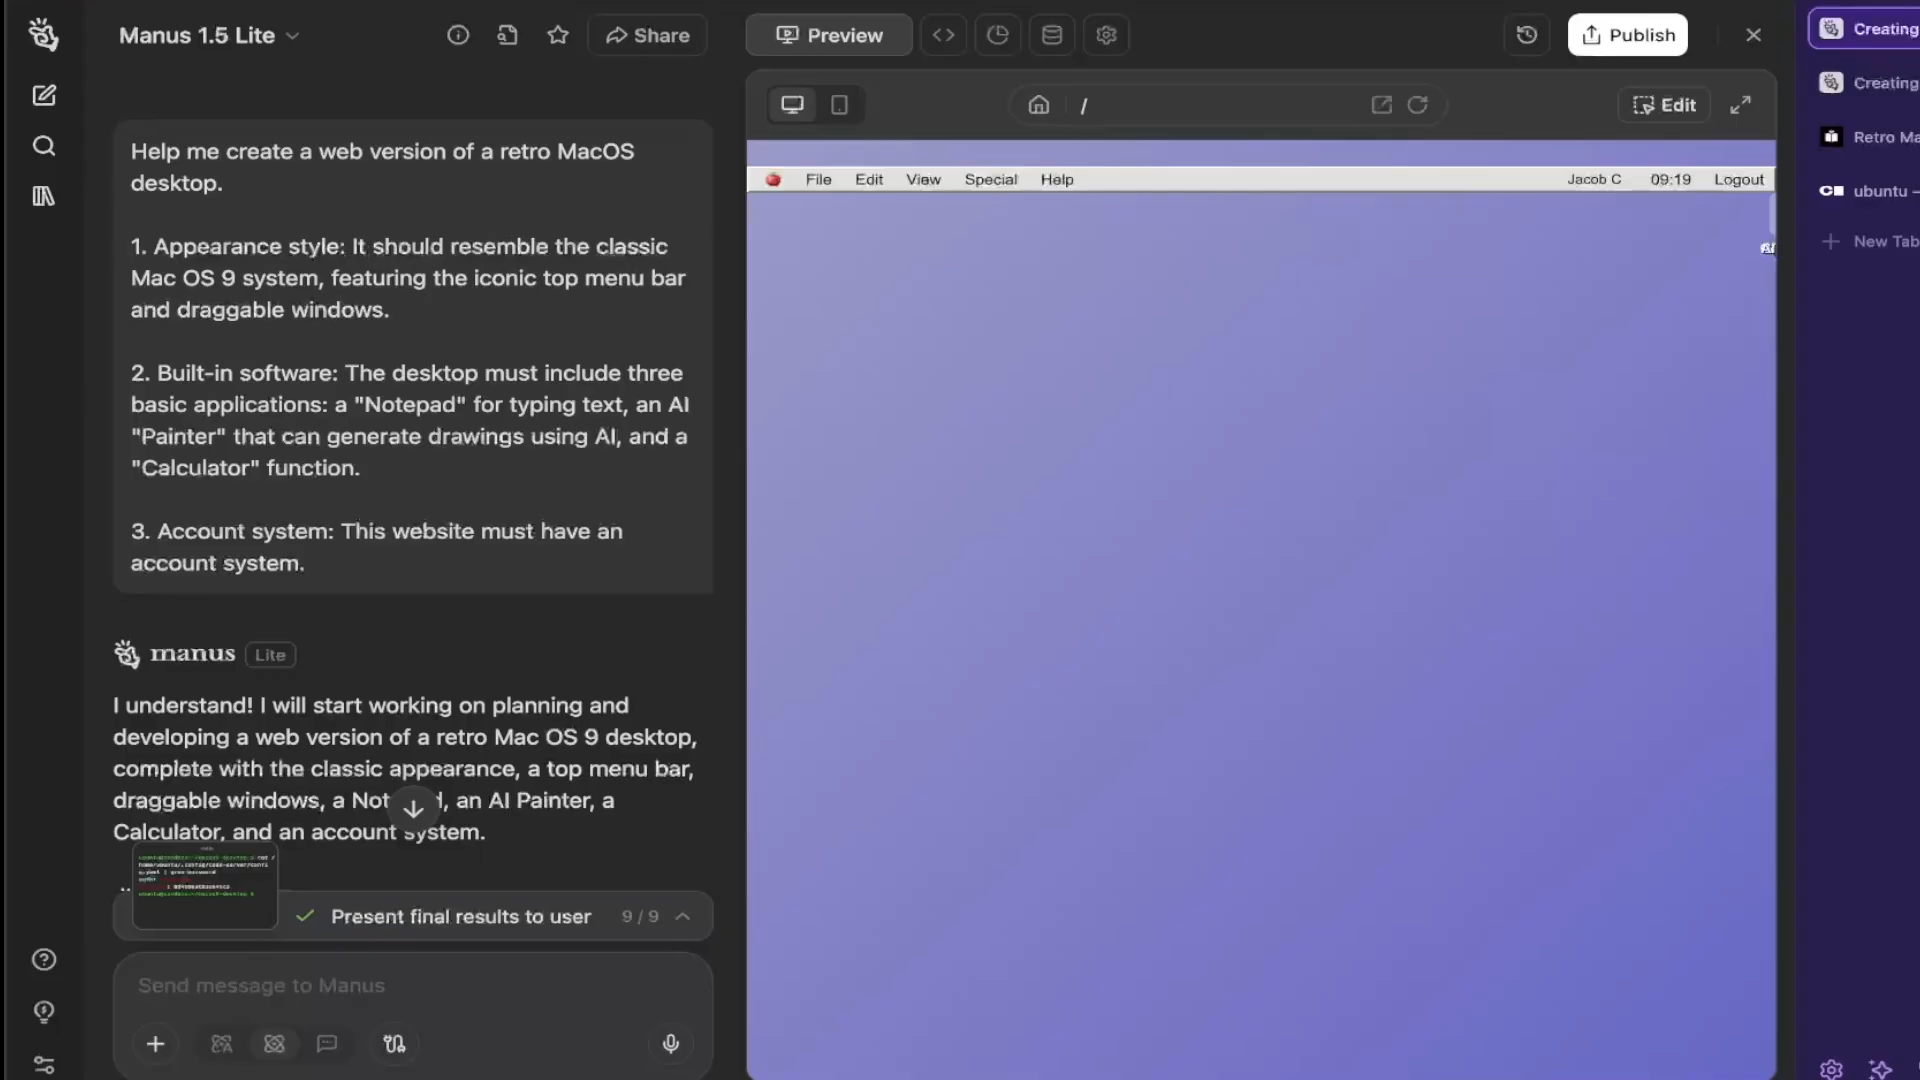 Manus 1.5 Lite
Share
Preview
Publish
Creating
Creating
Retro Ma
ubuntu –
New Tab
/
Edit
File Edit View Special Help
Jacob C 09:19 Logout
Help me create a web version of a retro MacOS
desktop.
1. Appearance style: It should resemble the classic
Mac OS 9 system, featuring the iconic top menu bar
and draggable windows.
2. Built-in software: The desktop must include three
basic applications: a "Notepad" for typing text, an AI
"Painter" that can generate drawings using AI, and a
"Calculator" function.
3. Account system: This website must have an
account system.
manus Lite
I understand! I will start working on planning and
developing a web version of a retro Mac OS 9 desktop,
complete with the classic appearance, a top menu bar,
draggable windows, a Not d, an AI Painter, a
Calculator, and an account system.
Present final results to user 9 / 9
Send message to Manus